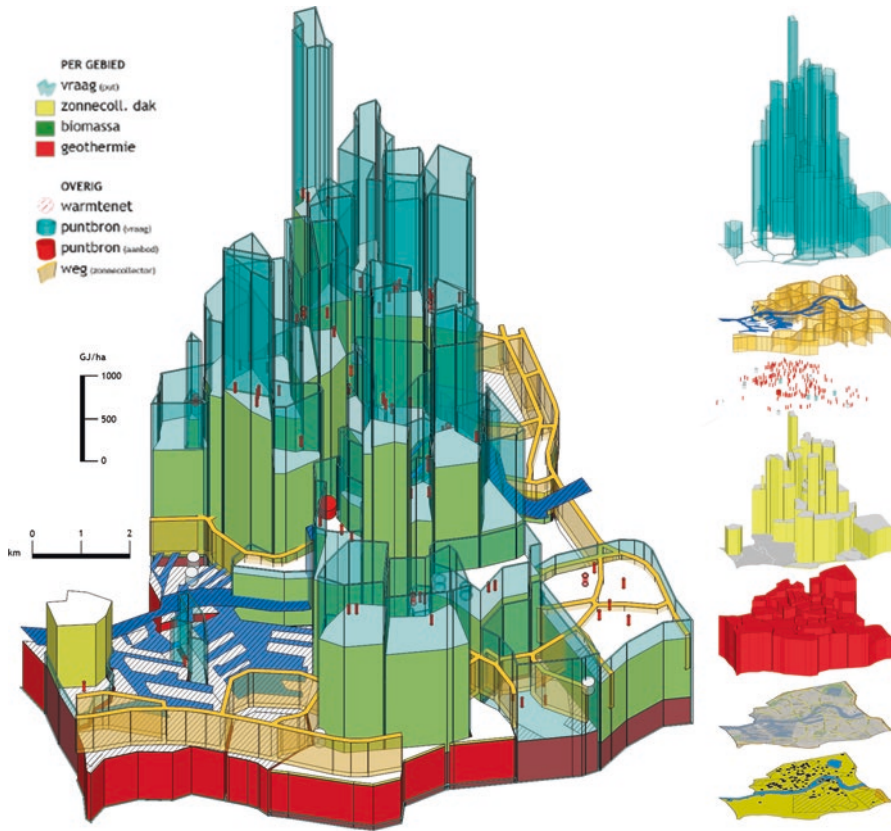 PER GEBIED
vraag (put)
zonnecoll. dak
biomassa
geothermie
OVERIG
warmtenet
puntbron (vraag)
puntbron (aanbod)
weg (zonnecollector)
GJ/ha
1000
500
0
0 1 2
km